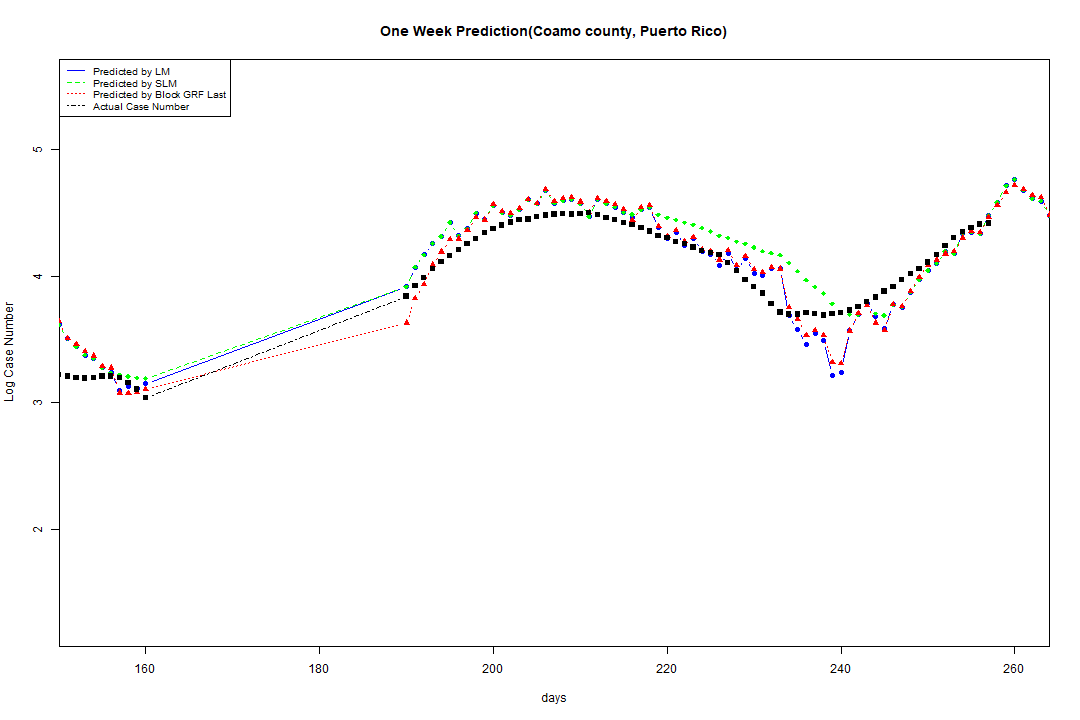 One Week Prediction(Coamo county, Puerto Rico)
Predicted by LM
Predicted by SLM
Predicted by Block GRF Last
Actual Case Number
5
4
3
2
Log Case Number
160 180 200 220 240 260
days